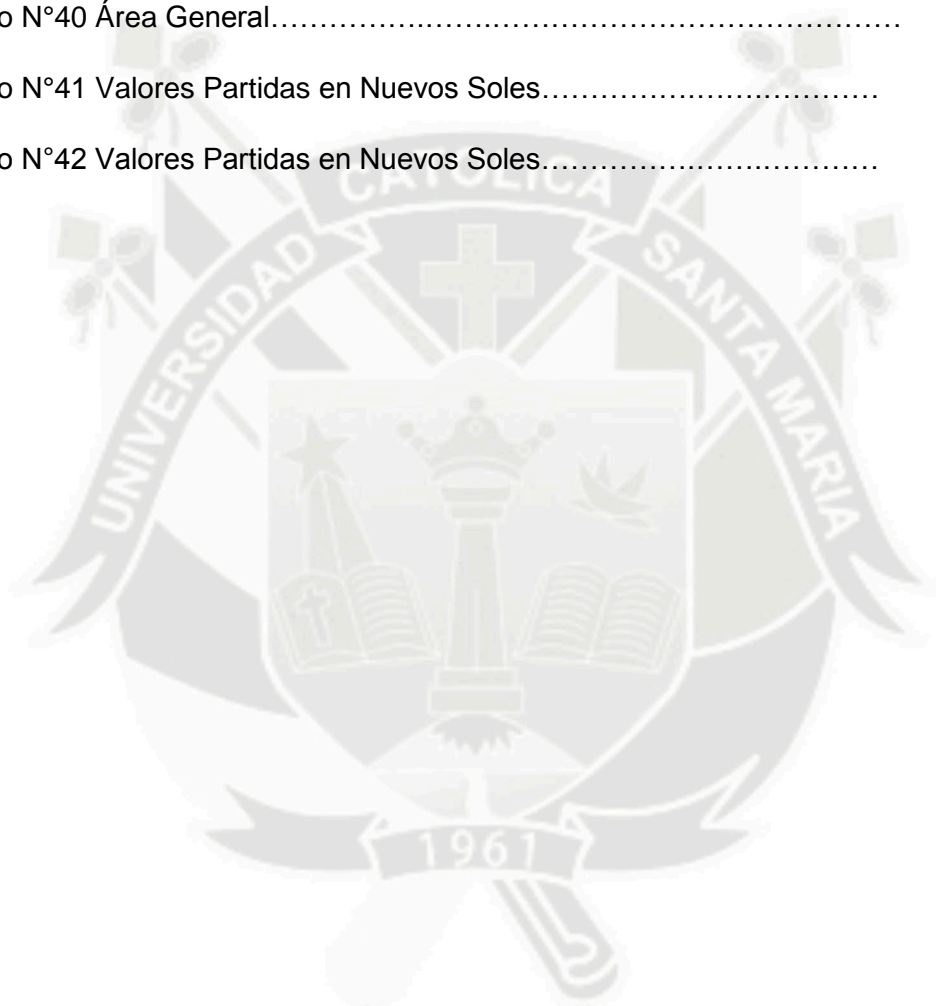 o N°40 Área General……………………..……………………………………
o N°41 Valores Partidas en Nuevos Soles……………..…………………
o N°42 Valores Partidas en Nuevos Soles………………….……………
UNIVERSIDAD CATOLICA SANTA MARIA
1961